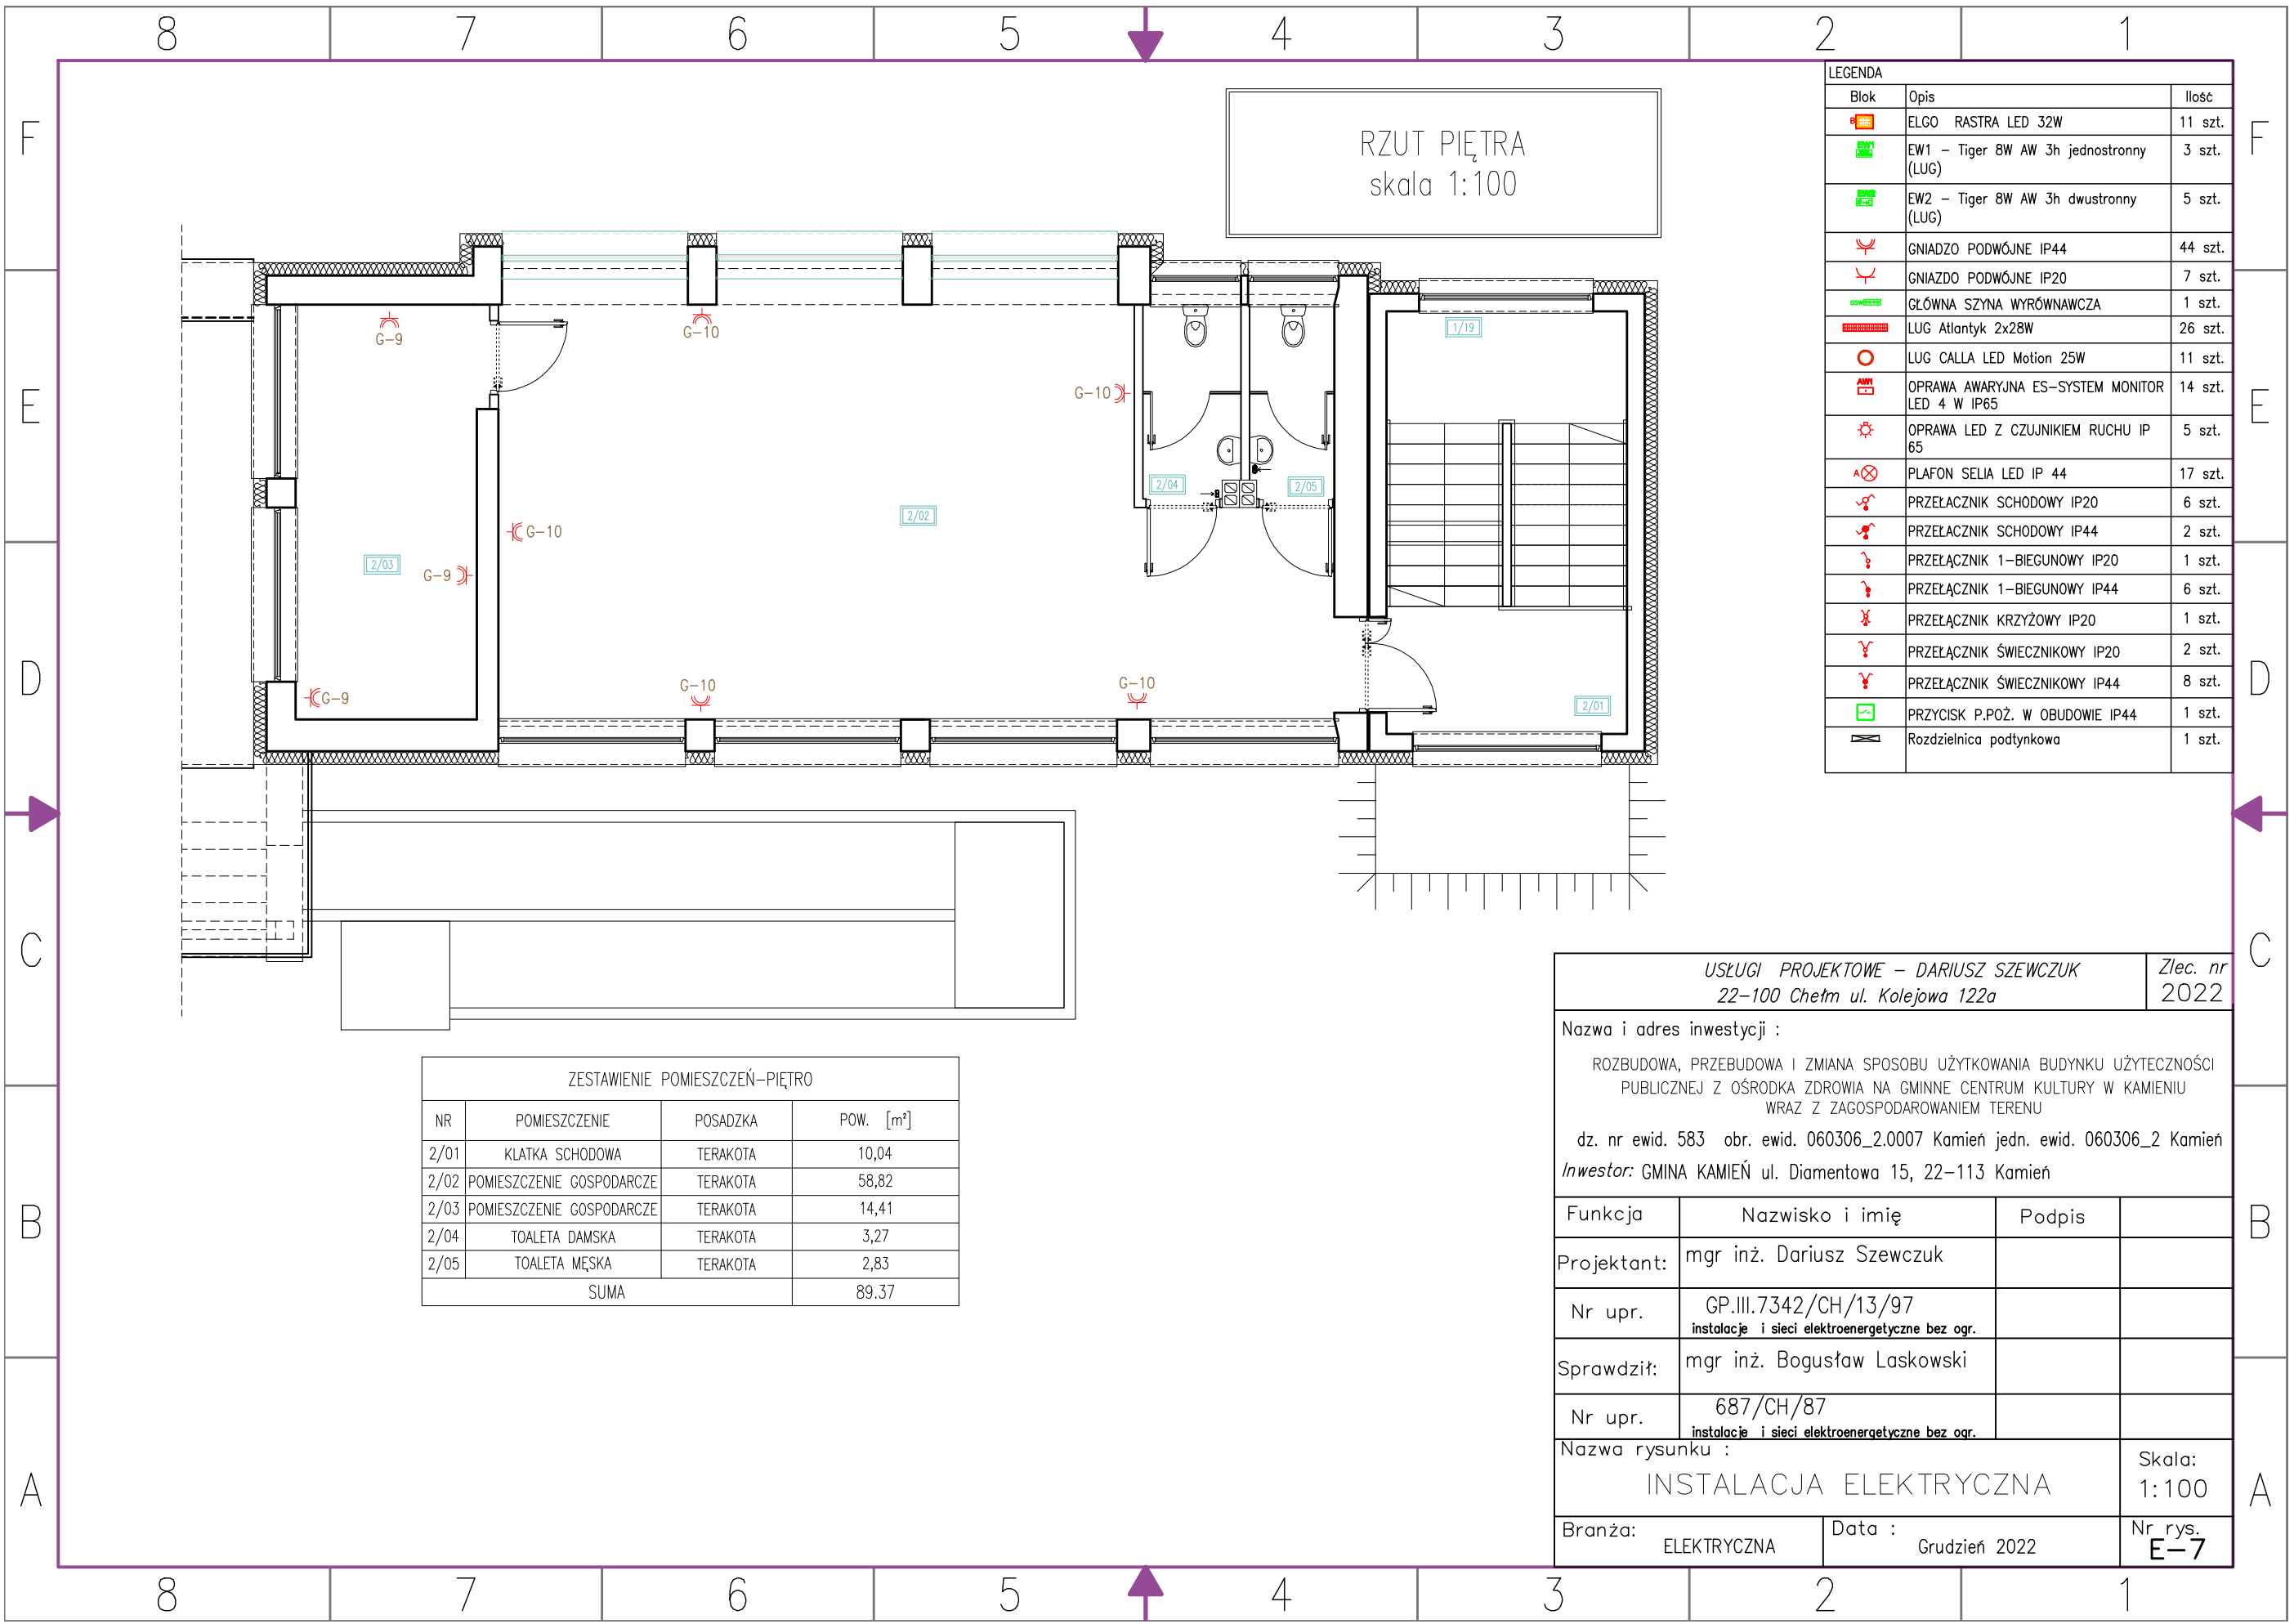 8 7 6 5 4 3 2 1
F
E
D
C
B
A
RZUT PIĘTRA
skala 1:100
LEGENDA
Blok Opis Ilość
B ELGO RASTRA LED 32W 11 szt.
EW1 EW1 – Tiger 8W AW 3h jednostronny 3 szt.
(LUG)
EW2 EW2 – Tiger 8W AW 3h dwustronny 5 szt.
(LUG)
GNIADZO PODWÓJNE IP44 44 szt.
GNIAZDO PODWÓJNE IP20 7 szt.
GSW GŁÓWNA SZYNA WYRÓWNAWCZA 1 szt.
LUG Atlantyk 2x28W 26 szt.
LUG CALLA LED Motion 25W 11 szt.
AW1 OPRAWA AWARYJNA ES–SYSTEM MONITOR 14 szt.
LED 4 W IP65
OPRAWA LED Z CZUJNIKIEM RUCHU IP 5 szt.
65
A PLAFON SELIA LED IP 44 17 szt.
PRZEŁACZNIK SCHODOWY IP20 6 szt.
PRZEŁACZNIK SCHODOWY IP44 2 szt.
PRZEŁĄCZNIK 1–BIEGUNOWY IP20 1 szt.
PRZEŁĄCZNIK 1–BIEGUNOWY IP44 6 szt.
PRZEŁĄCZNIK KRZYŻOWY IP20 1 szt.
PRZEŁĄCZNIK ŚWIECZNIKOWY IP20 2 szt.
PRZEŁĄCZNIK ŚWIECZNIKOWY IP44 8 szt.
PRZYCISK P.POŻ. W OBUDOWIE IP44 1 szt.
Rozdzielnica podtynkowa 1 szt.
G–9
G–10
1/19
G–10
2/04
2/05
2/02
G–10
2/03
G–9
G–10
G–10
G–9
2/01
ZESTAWIENIE POMIESZCZEŃ–PIĘTRO
NR POMIESZCZENIE POSADZKA POW. [m²]
2/01 KLATKA SCHODOWA TERAKOTA 10,04
2/02 POMIESZCZENIE GOSPODARCZE TERAKOTA 58,82
2/03 POMIESZCZENIE GOSPODARCZE TERAKOTA 14,41
2/04 TOALETA DAMSKA TERAKOTA 3,27
2/05 TOALETA MĘSKA TERAKOTA 2,83
SUMA 89.37
USŁUGI PROJEKTOWE – DARIUSZ SZEWCZUK
22–100 Chełm ul. Kolejowa 122a
Zlec. nr
2022
Nazwa i adres inwestycji :
ROZBUDOWA, PRZEBUDOWA I ZMIANA SPOSOBU UŻYTKOWANIA BUDYNKU UŻYTECZNOŚCI
PUBLICZNEJ Z OŚRODKA ZDROWIA NA GMINNE CENTRUM KULTURY W KAMIENIU
WRAZ Z ZAGOSPODAROWANIEM TERENU
dz. nr ewid. 583 obr. ewid. 060306_2.0007 Kamień jedn. ewid. 060306_2 Kamień
Inwestor: GMINA KAMIEŃ ul. Diamentowa 15, 22–113 Kamień
Funkcja Nazwisko i imię Podpis
Projektant: mgr inż. Dariusz Szewczuk
Nr upr. GP.III.7342/CH/13/97
instalacje i sieci elektroenergetyczne bez ogr.
Sprawdził: mgr inż. Bogusław Laskowski
Nr upr. 687/CH/87
instalacje i sieci elektroenergetyczne bez ogr.
Nazwa rysunku :
INSTALACJA ELEKTRYCZNA
Skala:
1:100
Branża:
ELEKTRYCZNA
Data :
Grudzień 2022
Nr rys.
E–7
F
E
D
C
B
A
8 7 6 5 4 3 2 1